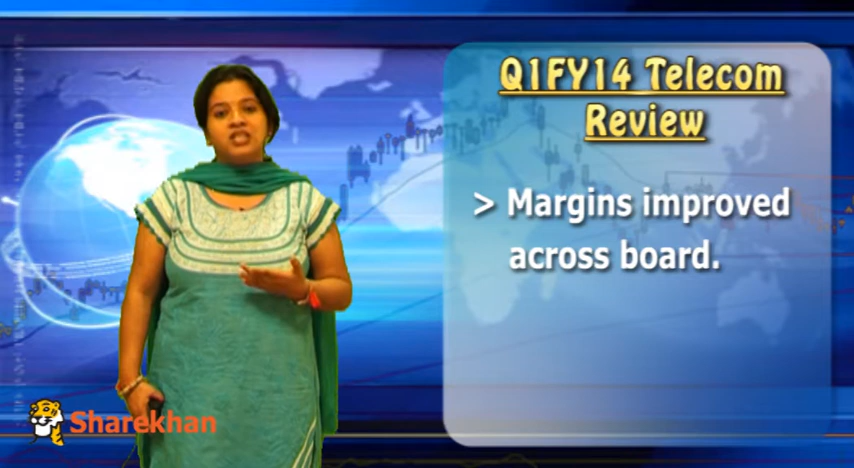 Q1FY14 Telecom
Review
> Margins improved
across board.
Sharekhan